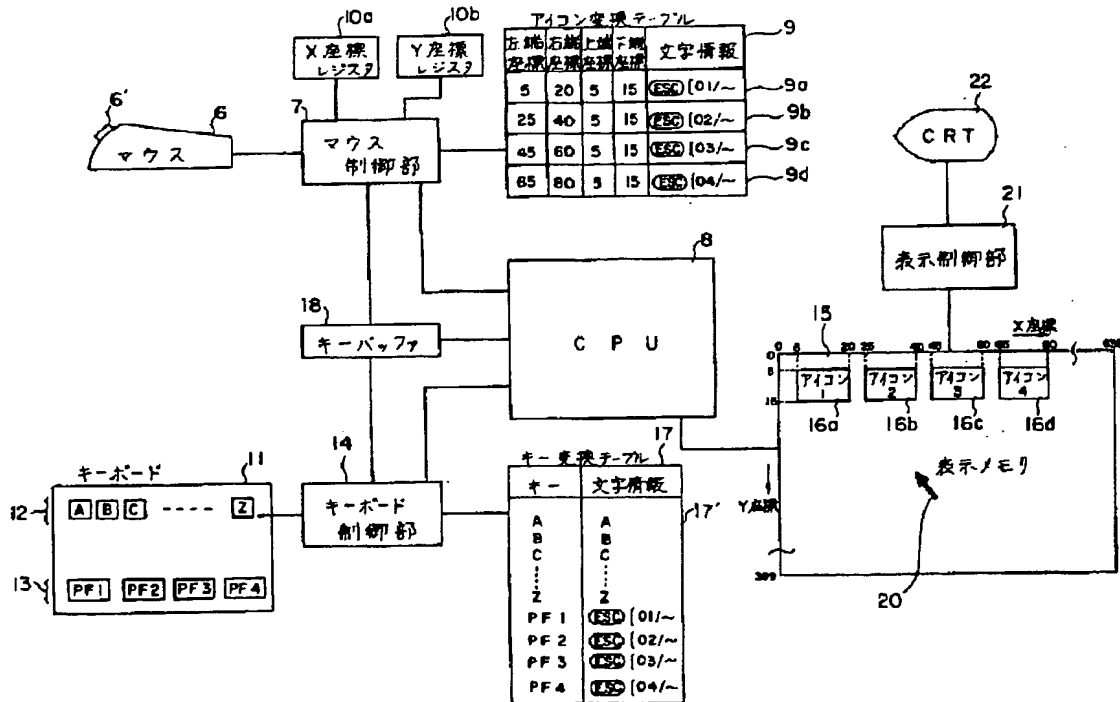 10a
10b
X座標
レジスタ
Y座標
レジスタ
アイコン変換テーブル
9
左端 右端 上端 下端 文字情報
座標 座標 座標 座標
5 20 5 15 (ESC) [01/~
9a
25 40 5 15 (ESC) [02/~
9b
45 60 5 15 (ESC) [03/~
9c
65 80 5 15 (ESC) [04/~
9d
6'
6
マウス
7
マウス
制御部
22
CRT
21
表示制御部
8
CPU
18
キーバッファ
15
X座標
0 5 20 25 40 45 60 65 80 639
0
5
15
アイコン
1
アイコン
2
アイコン
3
アイコン
4
16a 16b 16c 16d
表示メモリ
Y座標
399
20
キーボード
11
12
A B C ---- Z
13
PF1 PF2 PF3 PF4
14
キーボード
制御部
キー変換テーブル
17
キー 文字情報
17'
A A
B B
C C
Z Z
PF1 (ESC) [01/~
PF2 (ESC) [02/~
PF3 (ESC) [03/~
PF4 (ESC) [04/~